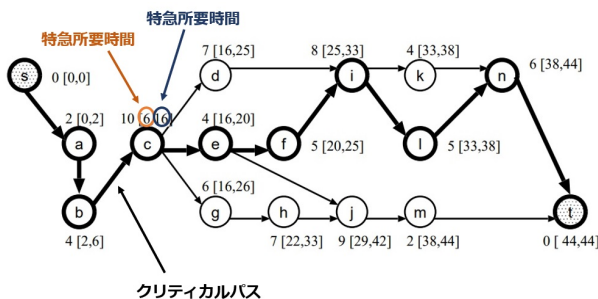 特急所要時間
特急所要時間
7 [16,25]
8 [25,33]
4 [33,38]
6 [38,44]
s
0 [0,0]
d
i
k
n
2 [0,2]
10 [6,16]
4 [16,20]
a
c
e
f
5 [20,25]
l
5 [33,38]
6 [16,26]
b
g
h
j
m
t
4 [2,6]
7 [22,33]
9 [29,42]
2 [38,44]
0 [ 44,44]
クリティカルパス